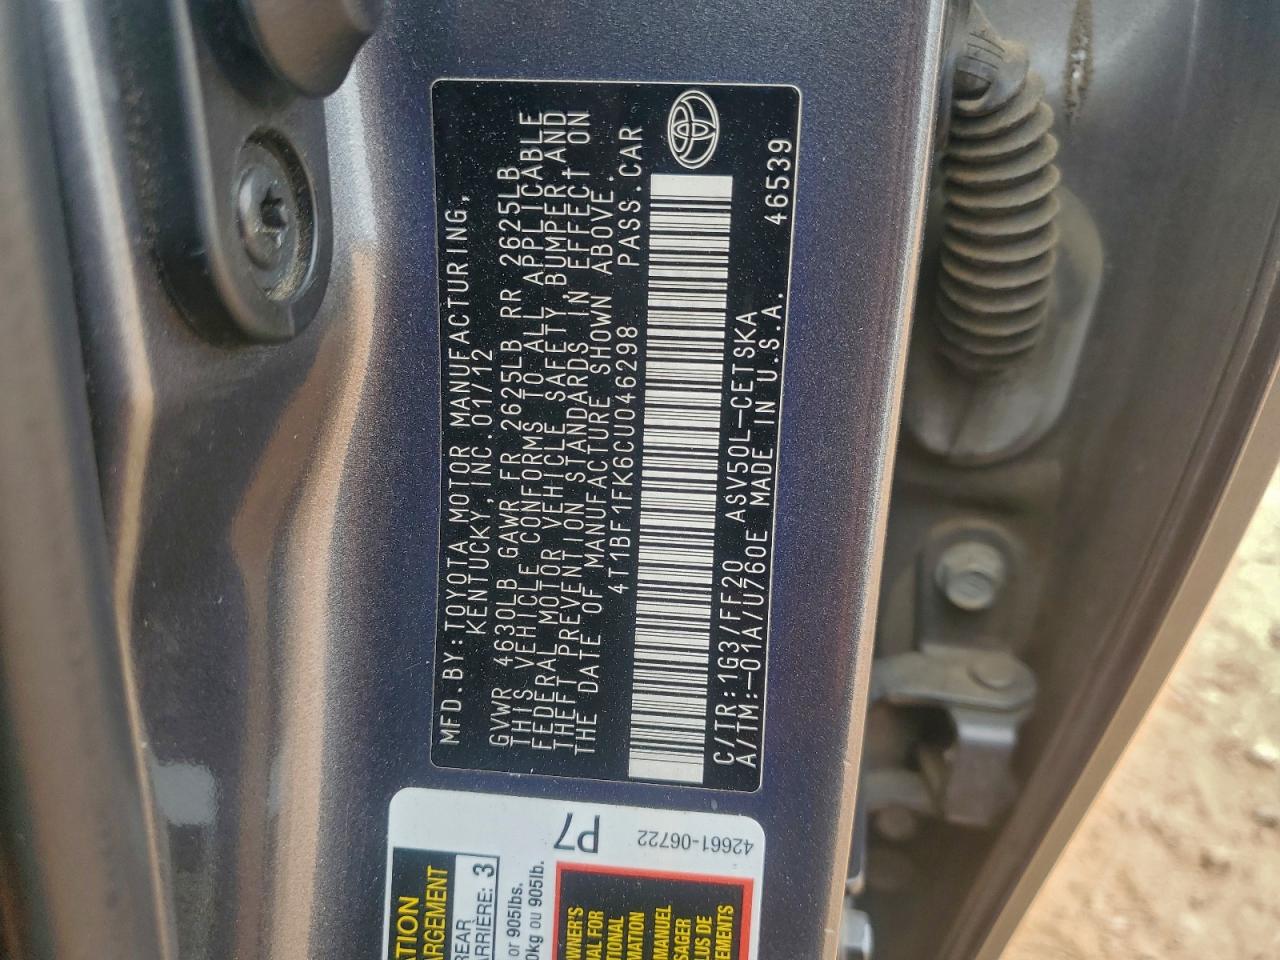 MFD.BY:TOYOTA MOTOR MANUFACTURING,
KENTUCKY,INC.01/12
GVWR 4630LB GAWR FR 2625LB RR 2625LB
THIS VEHICLE CONFORMS TO ALL APPLICABLE
FEDERAL MOTOR VEHICLE SAFETY,BUMPER,AND
THEFT PREVENTION STANDARDS IN EFFECT ON
THE DATE OF MANUFACTURE SHOWN ABOVE.
4T1BF1FK6CU046298 PASS.CAR
C/TR:1G3/FF20 ASV50L-CETSKA
A/TM:-01A/U760E MADE IN U.S.A. 46539
P7
42661-06722
REAR
ARRIÈRE: 3
or 905lbs.
0kg ou 905lb.
MANUEL